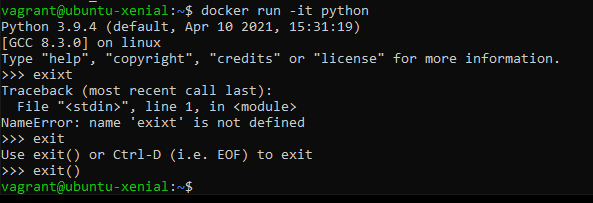 vagrant@ubuntu-xenial:~$ docker run -it python
Python 3.9.4 (default, Apr 10 2021, 15:31:19)
[GCC 8.3.0] on linux
Type "help", "copyright", "credits" or "license" for more information.
>>> exixt
Traceback (most recent call last):
  File "<stdin>", line 1, in <module>
NameError: name 'exixt' is not defined
>>> exit
Use exit() or Ctrl-D (i.e. EOF) to exit
>>> exit()
vagrant@ubuntu-xenial:~$